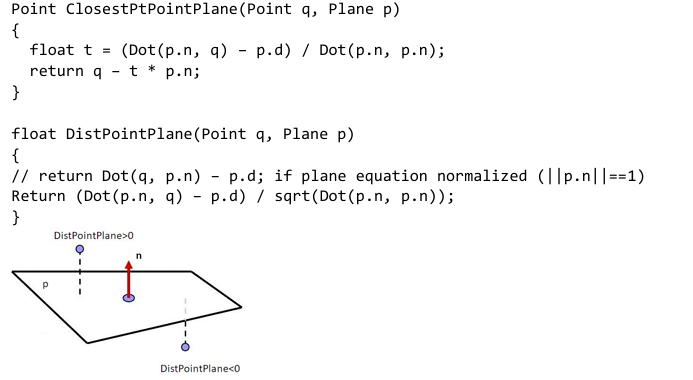 Point ClosestPtPointPlane(Point q, Plane p)
{
  float t = (Dot(p.n, q) – p.d) / Dot(p.n, p.n);
  return q – t * p.n;
}

float DistPointPlane(Point q, Plane p)
{
// return Dot(q, p.n) – p.d; if plane equation normalized (||p.n||==1)
Return (Dot(p.n, q) – p.d) / sqrt(Dot(p.n, p.n));
}
DistPointPlane>0
n
p
DistPointPlane<0